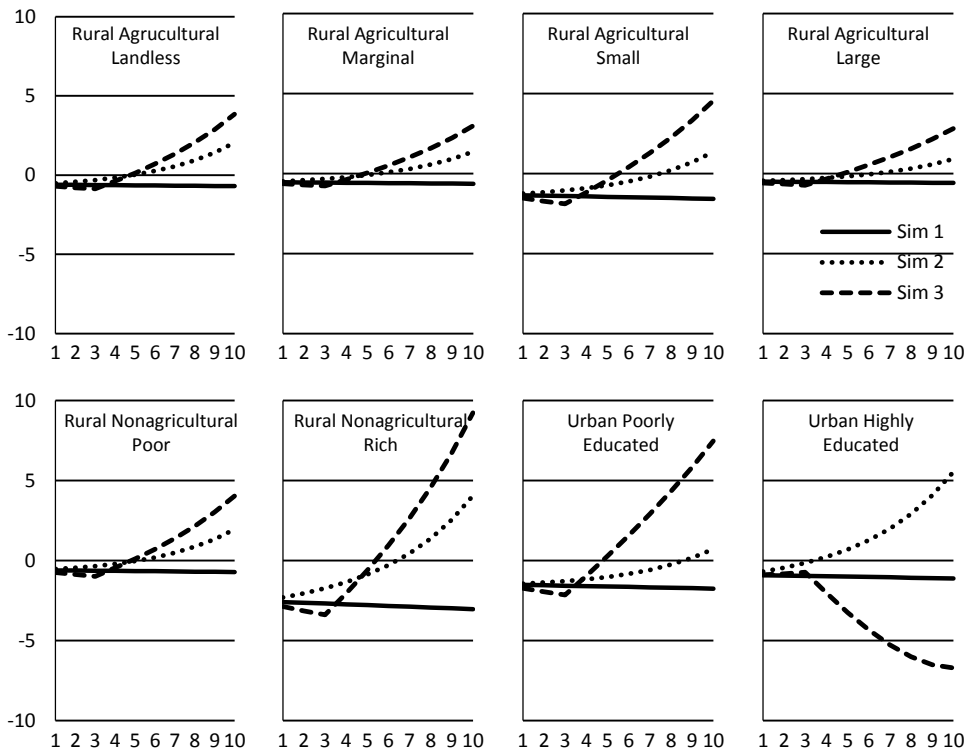 10
5
0
-5
-10
Rural Agrucultural
Landless
1 2 3 4 5 6 7 8 9 10
Rural Agricultural
Marginal
1 2 3 4 5 6 7 8 9 10
Rural Agricultural
Small
1 2 3 4 5 6 7 8 9 10
Rural Agricultural
Large
Sim 1
Sim 2
Sim 3
1 2 3 4 5 6 7 8 9 10
10
5
0
-5
-10
Rural Nonagricultural
Poor
1 2 3 4 5 6 7 8 9 10
Rural Nonagricultural
Rich
1 2 3 4 5 6 7 8 9 10
Urban Poorly
Educated
1 2 3 4 5 6 7 8 9 10
Urban Highly
Educated
1 2 3 4 5 6 7 8 9 10